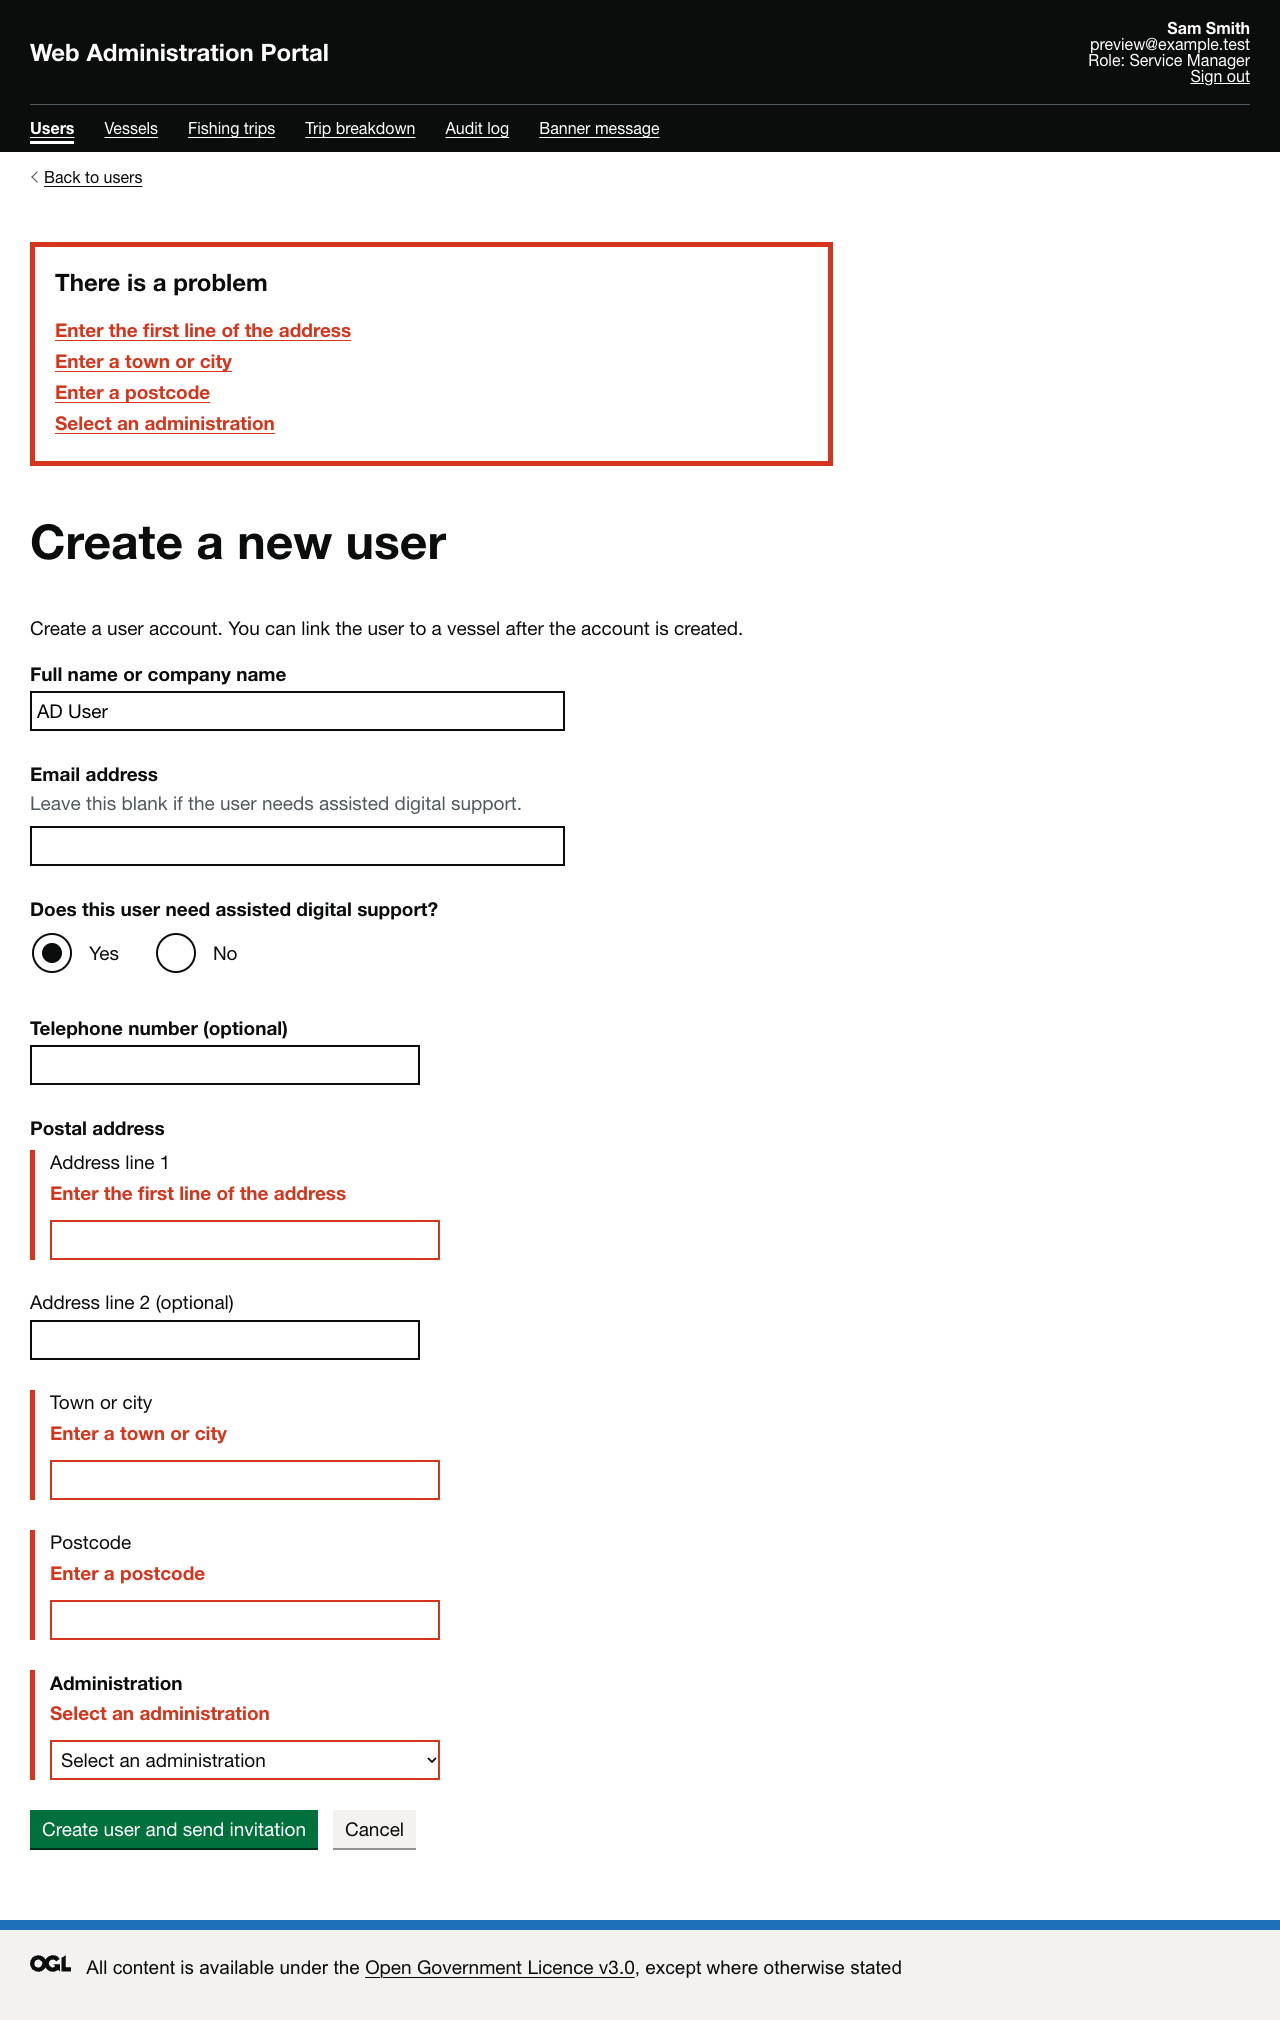 Web Administration Portal
Sam Smith
preview@example.test
Role: Service Manager
Sign out
Users Vessels Fishing trips Trip breakdown Audit log Banner message
Back to users
There is a problem
Enter the first line of the address
Enter a town or city
Enter a postcode
Select an administration
Create a new user
Create a user account. You can link the user to a vessel after the account is created.
Full name or company name
AD User
Email address
Leave this blank if the user needs assisted digital support.
Does this user need assisted digital support?
Yes No
Telephone number (optional)
Postal address
Address line 1
Enter the first line of the address
Address line 2 (optional)
Town or city
Enter a town or city
Postcode
Enter a postcode
Administration
Select an administration
Select an administration
Create user and send invitation Cancel
OGL All content is available under the Open Government Licence v3.0, except where otherwise stated